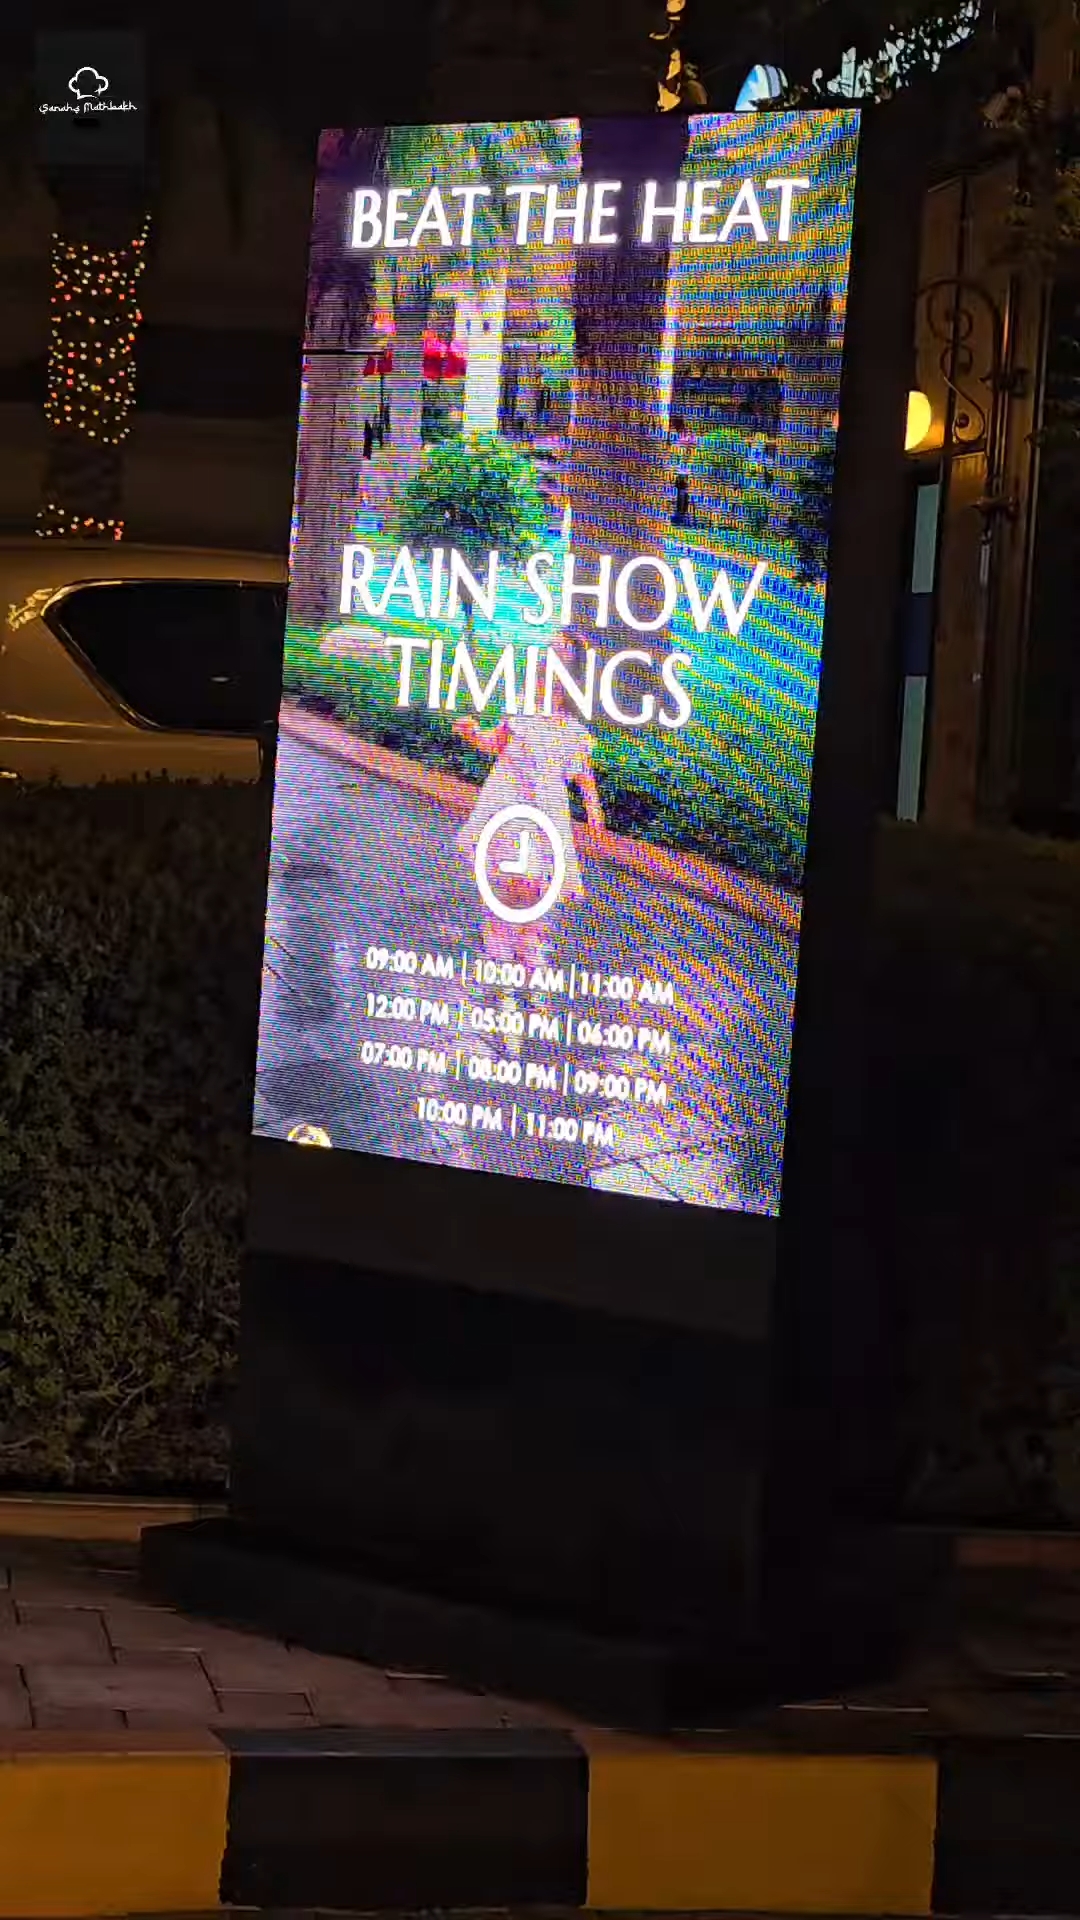 Sanahs Mathbakh
BEAT THE HEAT
RAIN SHOW
TIMINGS
09:00 AM | 10:00 AM | 11:00 AM
12:00 PM | 05:00 PM | 06:00 PM
07:00 PM | 08:00 PM | 09:00 PM
10:00 PM | 11:00 PM